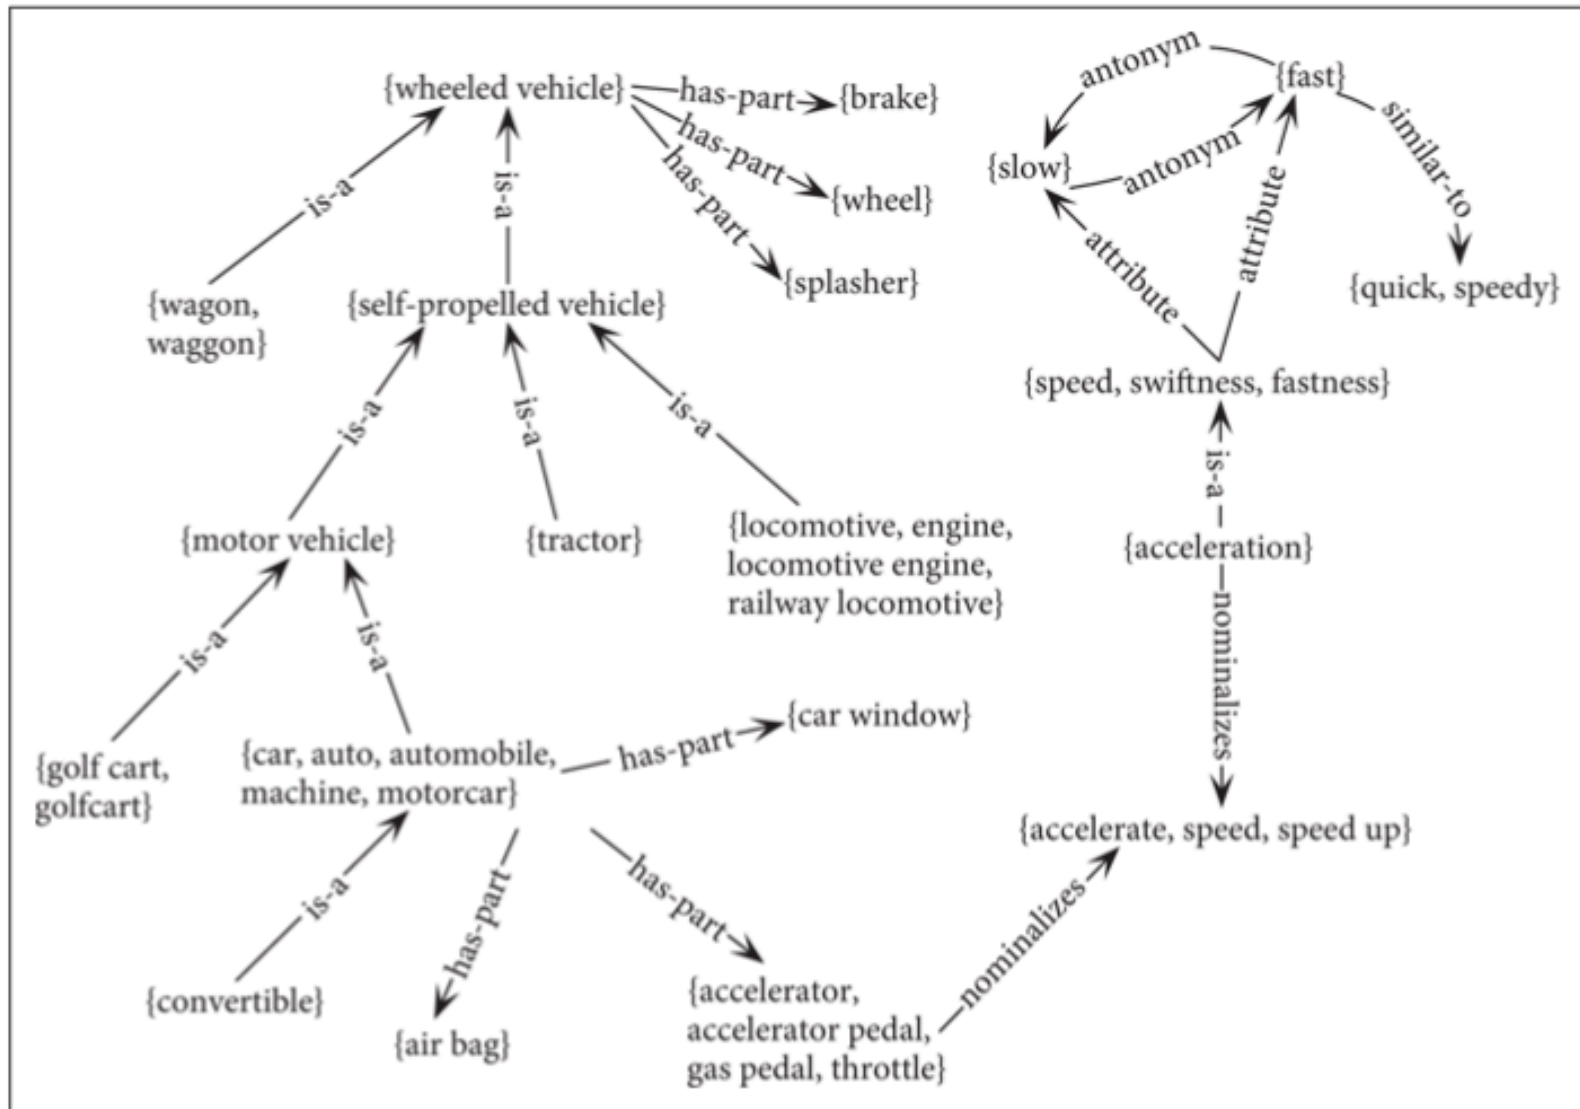 {wheeled vehicle}
has-part
{brake}
has-part
{wheel}
has-part
{splasher}
is-a
is-a
{wagon,
waggon}
{self-propelled vehicle}
is-a
is-a
is-a
{motor vehicle}
{tractor}
{locomotive, engine,
locomotive engine,
railway locomotive}
is-a
is-a
{golf cart,
golfcart}
{car, auto, automobile,
machine, motorcar}
has-part
{car window}
is-a
has-part
has-part
{convertible}
{air bag}
{accelerator,
accelerator pedal,
gas pedal, throttle}
nominalizes
antonym
{fast}
{slow}
antonym
similar-to
attribute
attribute
{quick, speedy}
{speed, swiftness, fastness}
is-a
{acceleration}
nominalizes
{accelerate, speed, speed up}